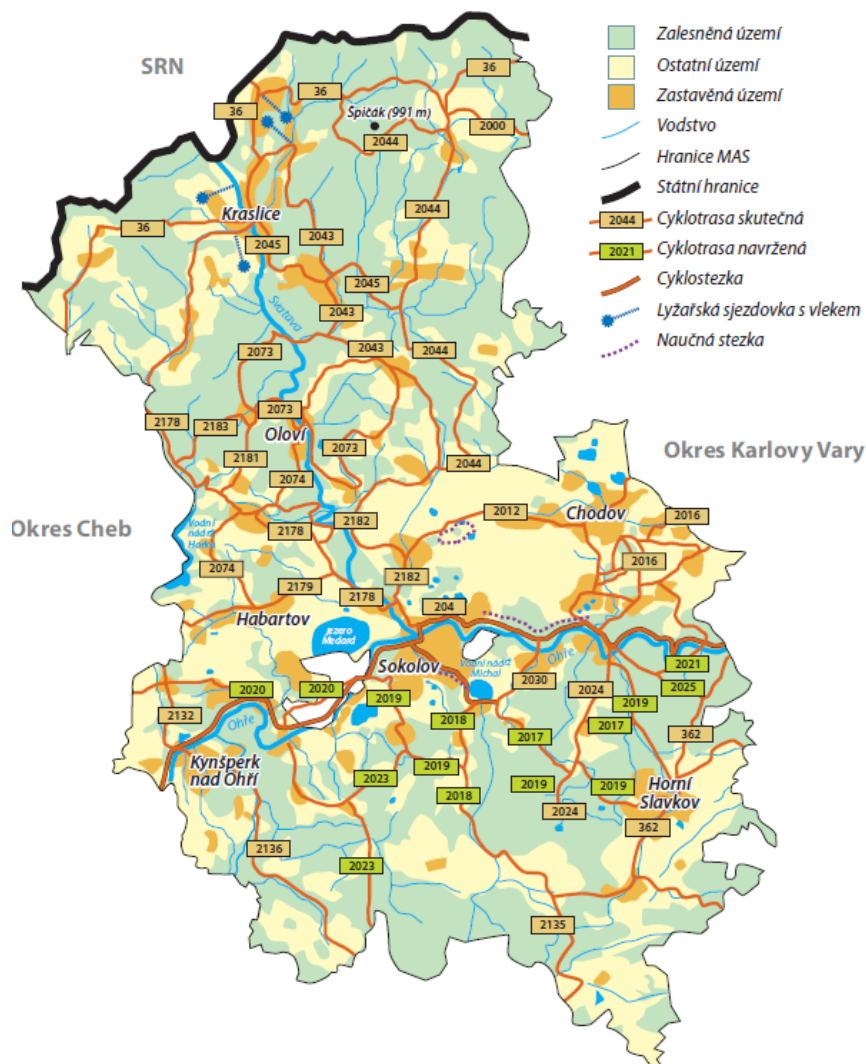 SRN
36
36
36
Špičák (991 m)
2044
2000
2044
36
Kraslice
2045
2043
2045
2043
Svatava
2073
2043
2044
2178
2183
2073
Oloví
2073
2181
2074
2044
Okres Karlovy Vary
Okres Cheb
Vodní
nádrž
Horka
2182
2178
2012
Chodov
2016
2016
2074
2179
2178
2182
Habartov
204
Jezero
Medard
Sokolov
Vodní nádrž
Michal
Ohře
2030
2024
2021
2025
2019
2017
362
2020
2020
2019
2018
2017
2132
Ohře
Kynšperk
nad Ohří
2023
2019
2018
2019
2024
2019
Horní
Slavkov
362
2136
2023
2135
Zalesněná území
Ostatní území
Zastavěná území
Vodstvo
Hranice MAS
Státní hranice
2044 Cyklotrasa skutečná
2021 Cyklotrasa navržená
Cyklostezka
Lyžařská sjezdovka s vlekem
Naučná stezka